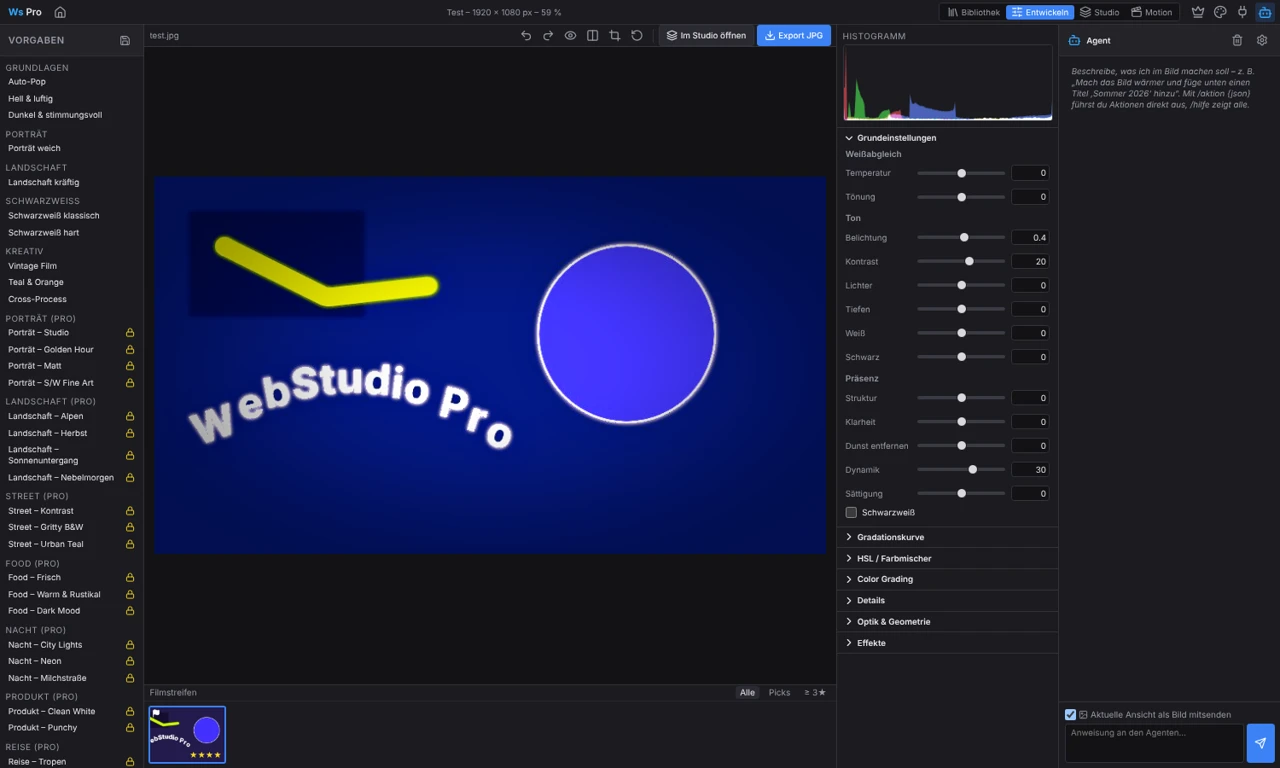 Ws Pro
Test – 1920 × 1080 px – 59 %
Bibliothek
Entwickeln
Studio
Motion
VORGABEN
GRUNDLAGEN
Auto-Pop
Hell & luftig
Dunkel & stimmungsvoll
PORTRÄT
Porträt weich
LANDSCHAFT
Landschaft kräftig
SCHWARZWEISS
Schwarzweiß klassisch
Schwarzweiß hart
KREATIV
Vintage Film
Teal & Orange
Cross-Process
PORTRÄT (PRO)
Porträt – Studio
Porträt – Golden Hour
Porträt – Matt
Porträt – S/W Fine Art
LANDSCHAFT (PRO)
Landschaft – Alpen
Landschaft – Herbst
Landschaft –
Sonnenuntergang
Landschaft – Nebelmorgen
STREET (PRO)
Street – Kontrast
Street – Gritty B&W
Street – Urban Teal
FOOD (PRO)
Food – Frisch
Food – Warm & Rustikal
Food – Dark Mood
NACHT (PRO)
Nacht – City Lights
Nacht – Neon
Nacht – Milchstraße
PRODUKT (PRO)
Produkt – Clean White
Produkt – Punchy
REISE (PRO)
Reise – Tropen
test.jpg
Im Studio öffnen
Export JPG
WebStudio Pro
Filmstreifen
Alle
Picks
≥ 3★
ebStudio Pro
★★★★
HISTOGRAMM
Grundeinstellungen
Weißabgleich
Temperatur 0
Tönung 0
Ton
Belichtung 0.4
Kontrast 20
Lichter 0
Tiefen 0
Weiß 0
Schwarz 0
Präsenz
Struktur 0
Klarheit 0
Dunst entfernen 0
Dynamik 30
Sättigung 0
Schwarzweiß
Gradationskurve
HSL / Farbmischer
Color Grading
Details
Optik & Geometrie
Effekte
Agent
Beschreibe, was ich im Bild machen soll – z. B.
„Mach das Bild wärmer und füge unten einen
Titel ‚Sommer 2026‘ hinzu“. Mit /aktion {json}
führst du Aktionen direkt aus, /hilfe zeigt alle.
Aktuelle Ansicht als Bild mitsenden
Anweisung an den Agenten...